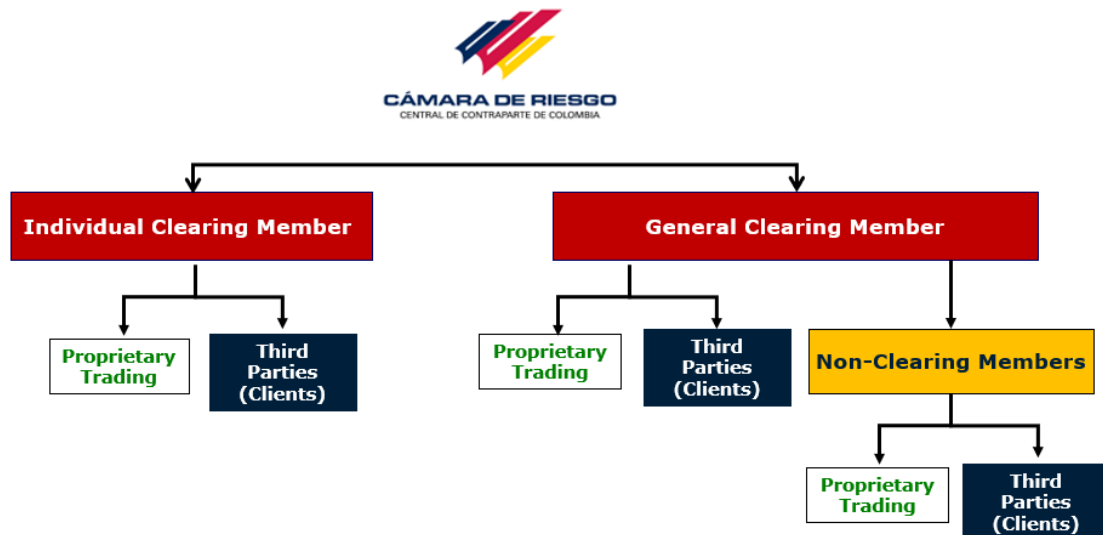 CÁMARA DE RIESGO
CENTRAL DE CONTRAPARTE DE COLOMBIA
Individual Clearing Member
General Clearing Member
Proprietary
Trading
Third
Parties
(Clients)
Proprietary
Trading
Third
Parties
(Clients)
Non-Clearing Members
Proprietary
Trading
Third
Parties
(Clients)